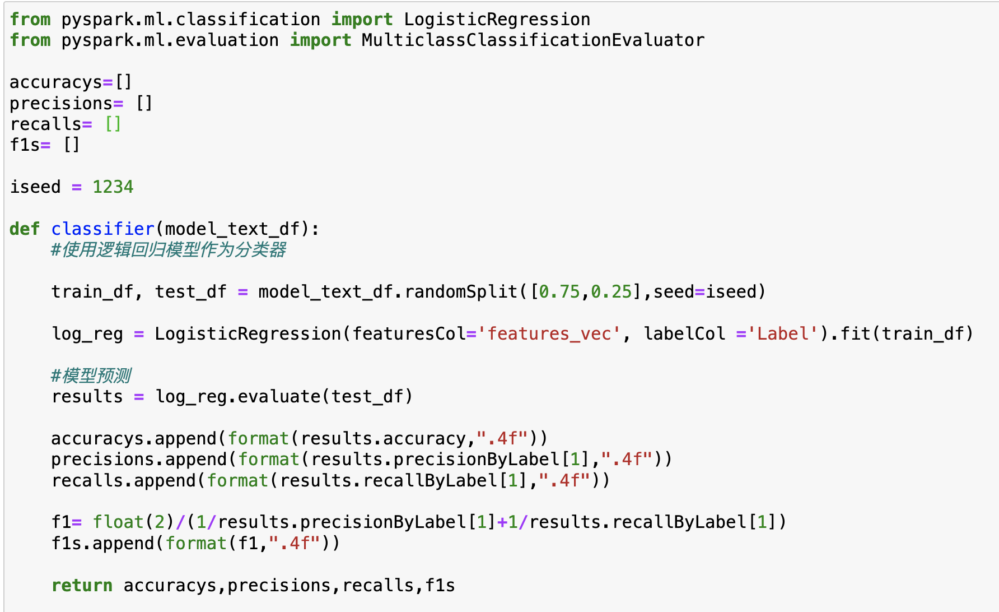 from pyspark.ml.classification import LogisticRegression
from pyspark.ml.evaluation import MulticlassClassificationEvaluator
accuracys=[]
precisions= []
recalls= []
f1s= []
iseed = 1234
def classifier(model_text_df):
    #使用逻辑回归模型作为分类器
    train_df, test_df = model_text_df.randomSplit([0.75,0.25],seed=iseed)
    log_reg = LogisticRegression(featuresCol='features_vec', labelCol ='Label').fit(train_df)
    #模型预测
    results = log_reg.evaluate(test_df)
    accuracys.append(format(results.accuracy,".4f"))
    precisions.append(format(results.precisionByLabel[1],".4f"))
    recalls.append(format(results.recallByLabel[1],".4f"))
    f1= float(2)/(1/results.precisionByLabel[1]+1/results.recallByLabel[1])
    f1s.append(format(f1,".4f"))
    return accuracys,precisions,recalls,f1s